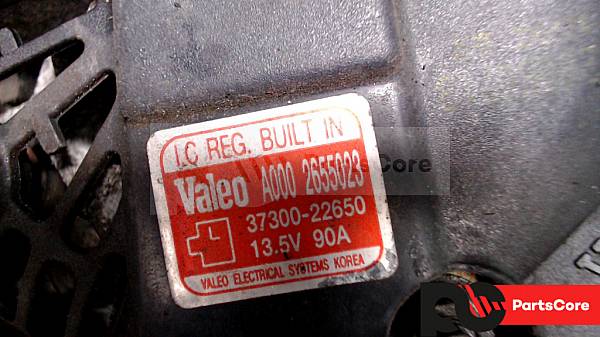 I.C REG. BUILT IN
Valeo A000 2655023
37300-22650
13.5V 90A
VALEO ELECTRICAL SYSTEMS KOREA
PartsCore